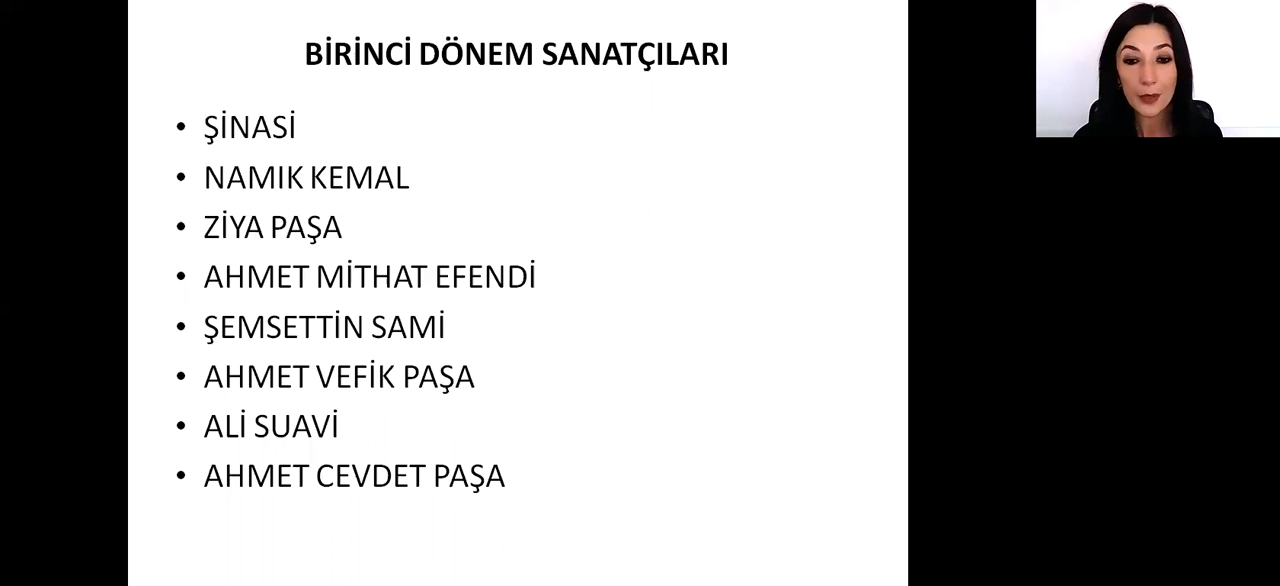 BİRİNCİ DÖNEM SANATÇILARI
• ŞİNASİ
• NAMIK KEMAL
• ZİYA PAŞA
• AHMET MİTHAT EFENDİ
• ŞEMSETTİN SAMİ
• AHMET VEFİK PAŞA
• ALİ SUAVİ
• AHMET CEVDET PAŞA